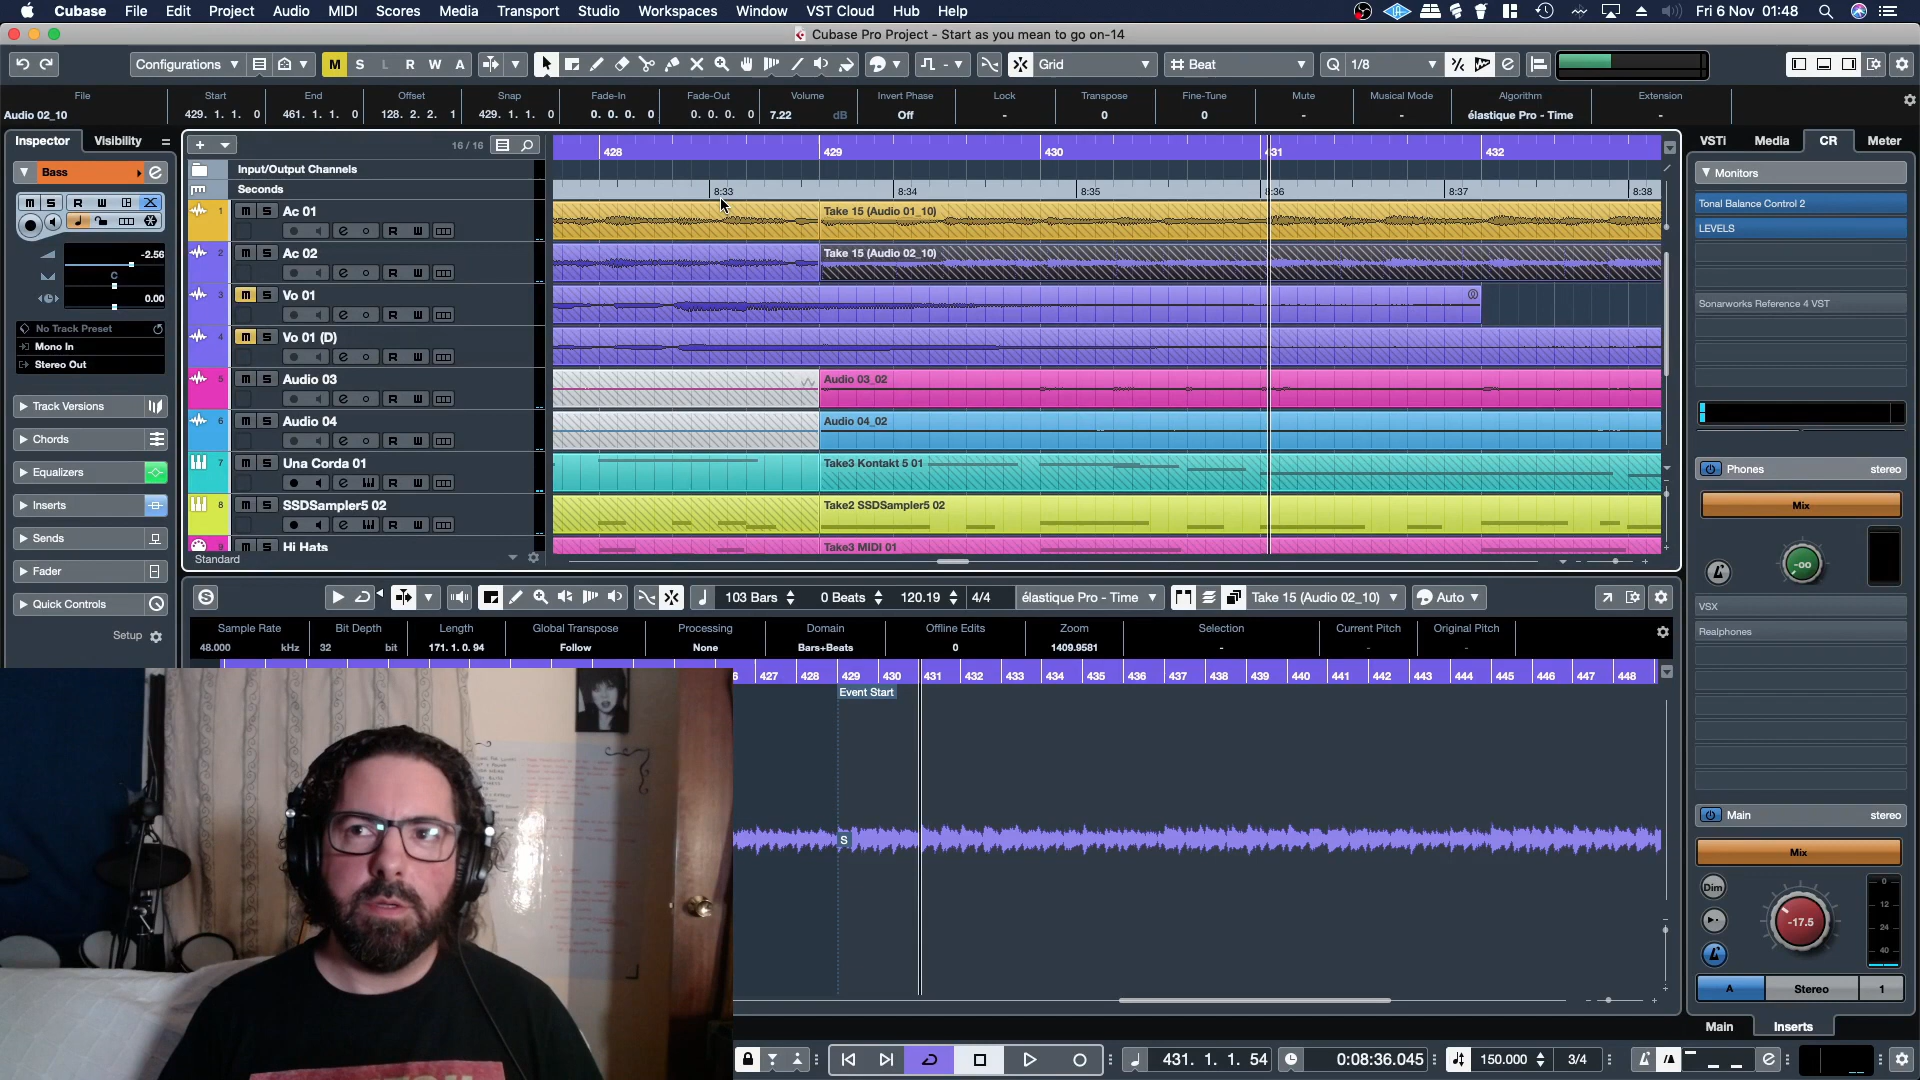 Cubase File Edit Project Audio MIDI Scores Media Transport Studio Workspaces Window VST Cloud Hub Help Fri 6 Nov 01:48
Cubase Pro Project - Start as you mean to go on-14
Configurations M S L R W A Grid Beat Q 1/8
File Start End Offset Snap Fade-In Fade-Out Volume Invert Phase Lock Transpose Fine-Tune Mute Musical Mode Algorithm Extension
Audio 02_10 429. 1. 1. 0 461. 1. 1. 0 128. 2. 2. 1 429. 1. 1. 0 0. 0. 0. 0 0. 0. 0. 0 7.22 dB Off - 0 0 - - élastique Pro - Time -
Inspector Visibility
Bass
M S R W
-2.56
C
0.00
No Track Preset
Mono In
Stereo Out
Track Versions
Chords
Equalizers
Inserts
Sends
Fader
Quick Controls
Setup
16 / 16
428 429 430 431 432
Input/Output Channels
Seconds
8:33 8:34 8:35 8:36 8:37 8:38
1 m S Ac 01 Take 15 (Audio 01_10)
2 m S Ac 02 Take 15 (Audio 02_10)
3 m S Vo 01
4 m S Vo 01 (D)
5 m S Audio 03 Audio 03_02
6 m S Audio 04 Audio 04_02
7 m S Una Corda 01 Take3 Kontakt 5 01
8 m S SSDSampler5 02 Take2 SSDSampler5 02
9 m S Hi Hats Take3 MIDI 01
Standard
103 Bars 0 Beats 120.19 4/4 élastique Pro - Time Take 15 (Audio 02_10) Auto
Sample Rate Bit Depth Length Global Transpose Processing Domain Offline Edits Zoom Selection Current Pitch Original Pitch
48.000 kHz 32 bit 171. 1. 0. 94 Follow None Bars+Beats 0 1409.9581 - - -
427 428 429 430 431 432 433 434 435 436 437 438 439 440 441 442 443 444 445 446 447 448
Event Start
S
431. 1. 1. 54 0:08:36.045 150.000 3/4
VSTi Media CR Meter
Monitors
Tonal Balance Control 2
LEVELS
Sonarworks Reference 4 VST
Phones stereo
Mix
-oo
VSX
Realphones
Main stereo
Mix
Dim
-17.5
0
12
24
40
A Stereo 1
Main Inserts